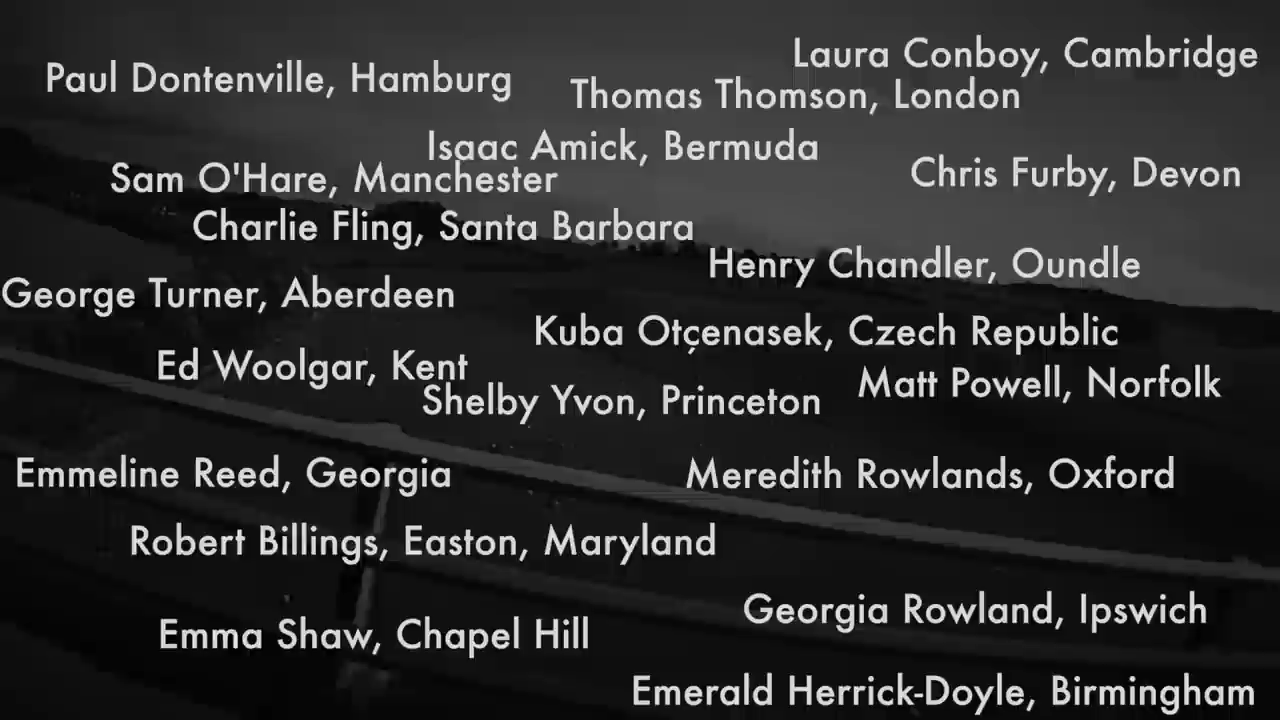 Laura Conboy, Cambridge
Paul Dontenville, Hamburg
Thomas Thomson, London
Isaac Amick, Bermuda
Chris Furby, Devon
Sam O'Hare, Manchester
Charlie Fling, Santa Barbara
Henry Chandler, Oundle
George Turner, Aberdeen
Kuba Otçenasek, Czech Republic
Ed Woolgar, Kent
Matt Powell, Norfolk
Shelby Yvon, Princeton
Emmeline Reed, Georgia
Meredith Rowlands, Oxford
Robert Billings, Easton, Maryland
Georgia Rowland, Ipswich
Emma Shaw, Chapel Hill
Emerald Herrick-Doyle, Birmingham